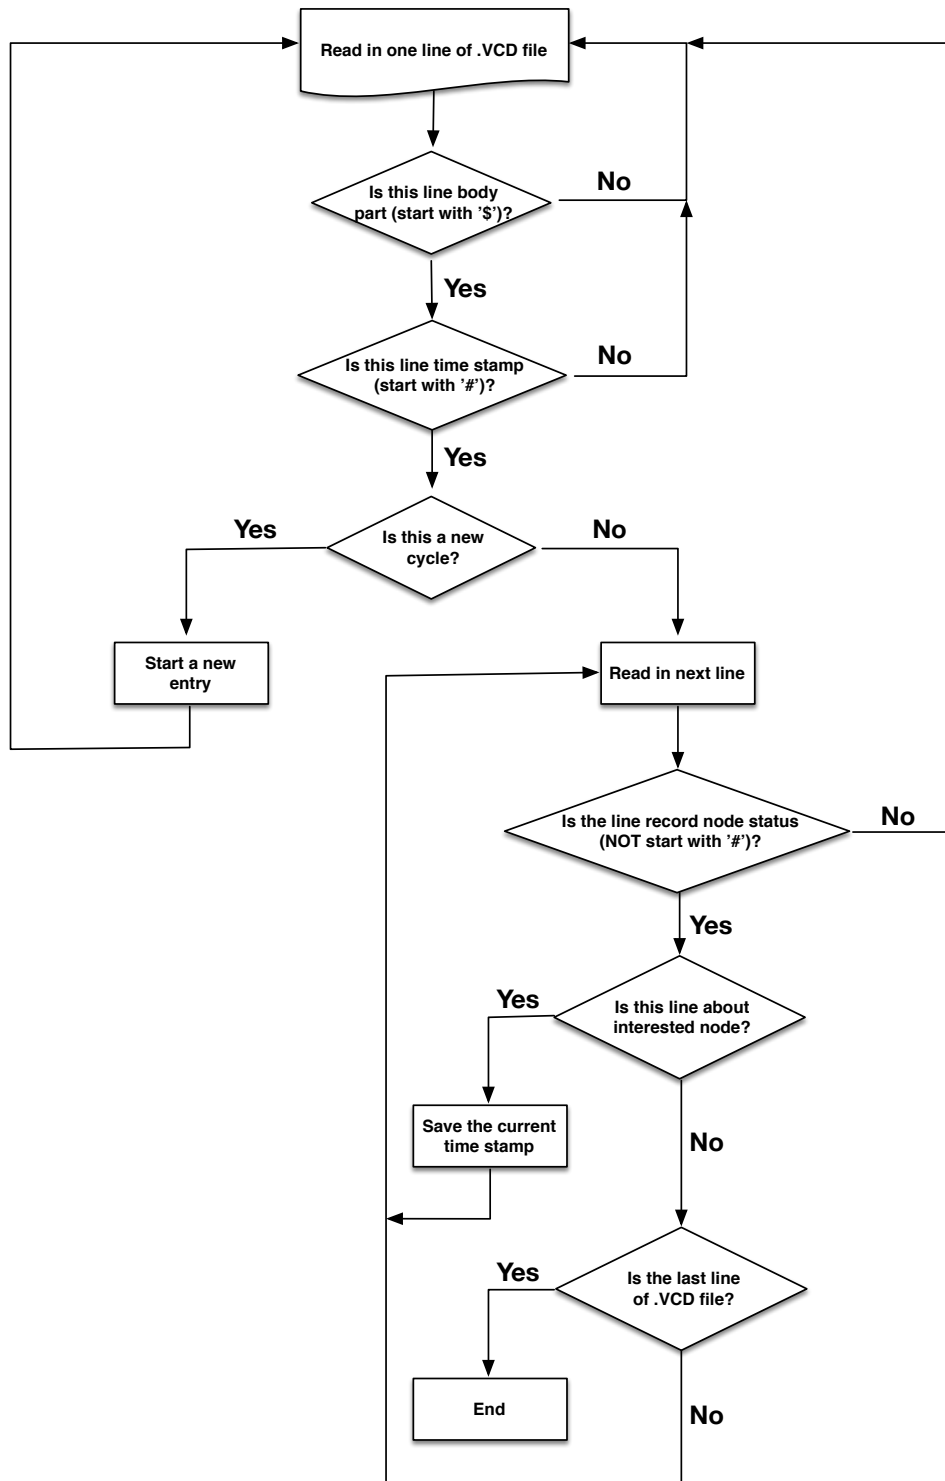 Read in one line of .VCD file
Is this line body
part (start with '$')?
No
Yes
Is this line time stamp
(start with '#')?
No
Yes
Is this a new
cycle?
Yes
No
Start a new
entry
Read in next line
Is the line record node status
(NOT start with '#')?
No
Yes
Is this line about
interested node?
Yes
Save the current
time stamp
No
Is the last line
of .VCD file?
Yes
End
No